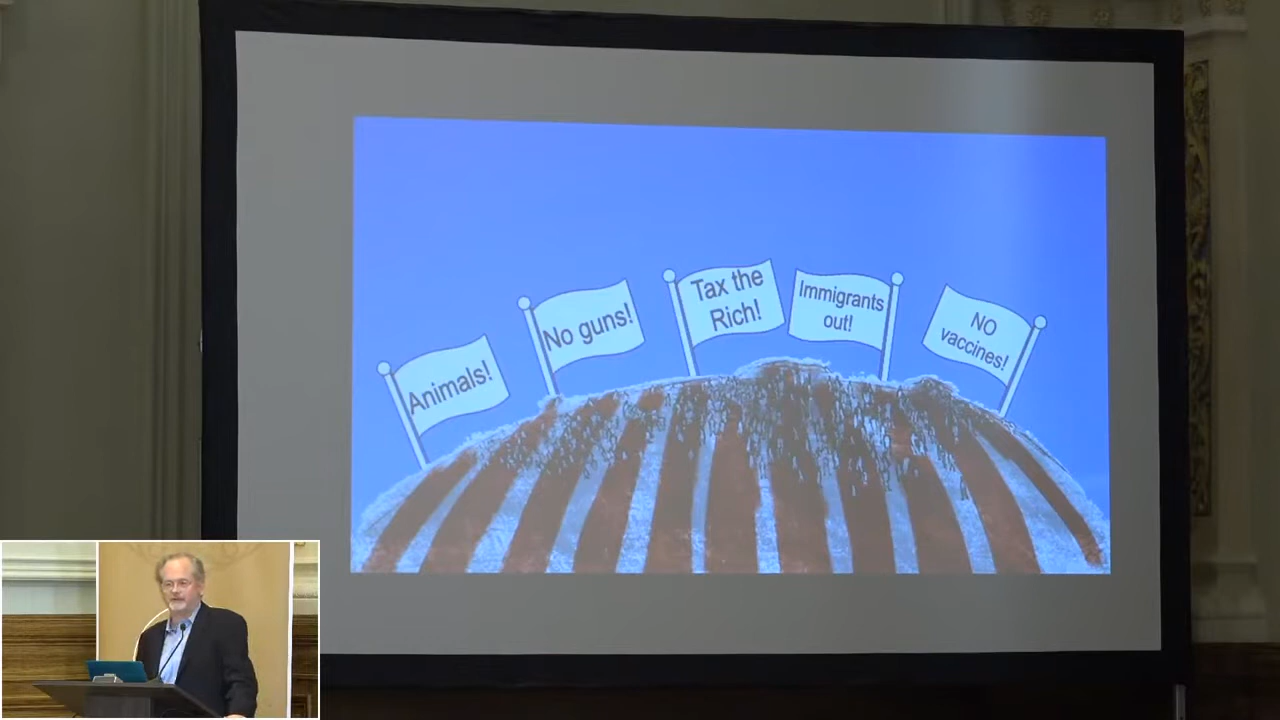 Animals!
No guns!
Tax the
Rich!
Immigrants
out!
NO
vaccines!